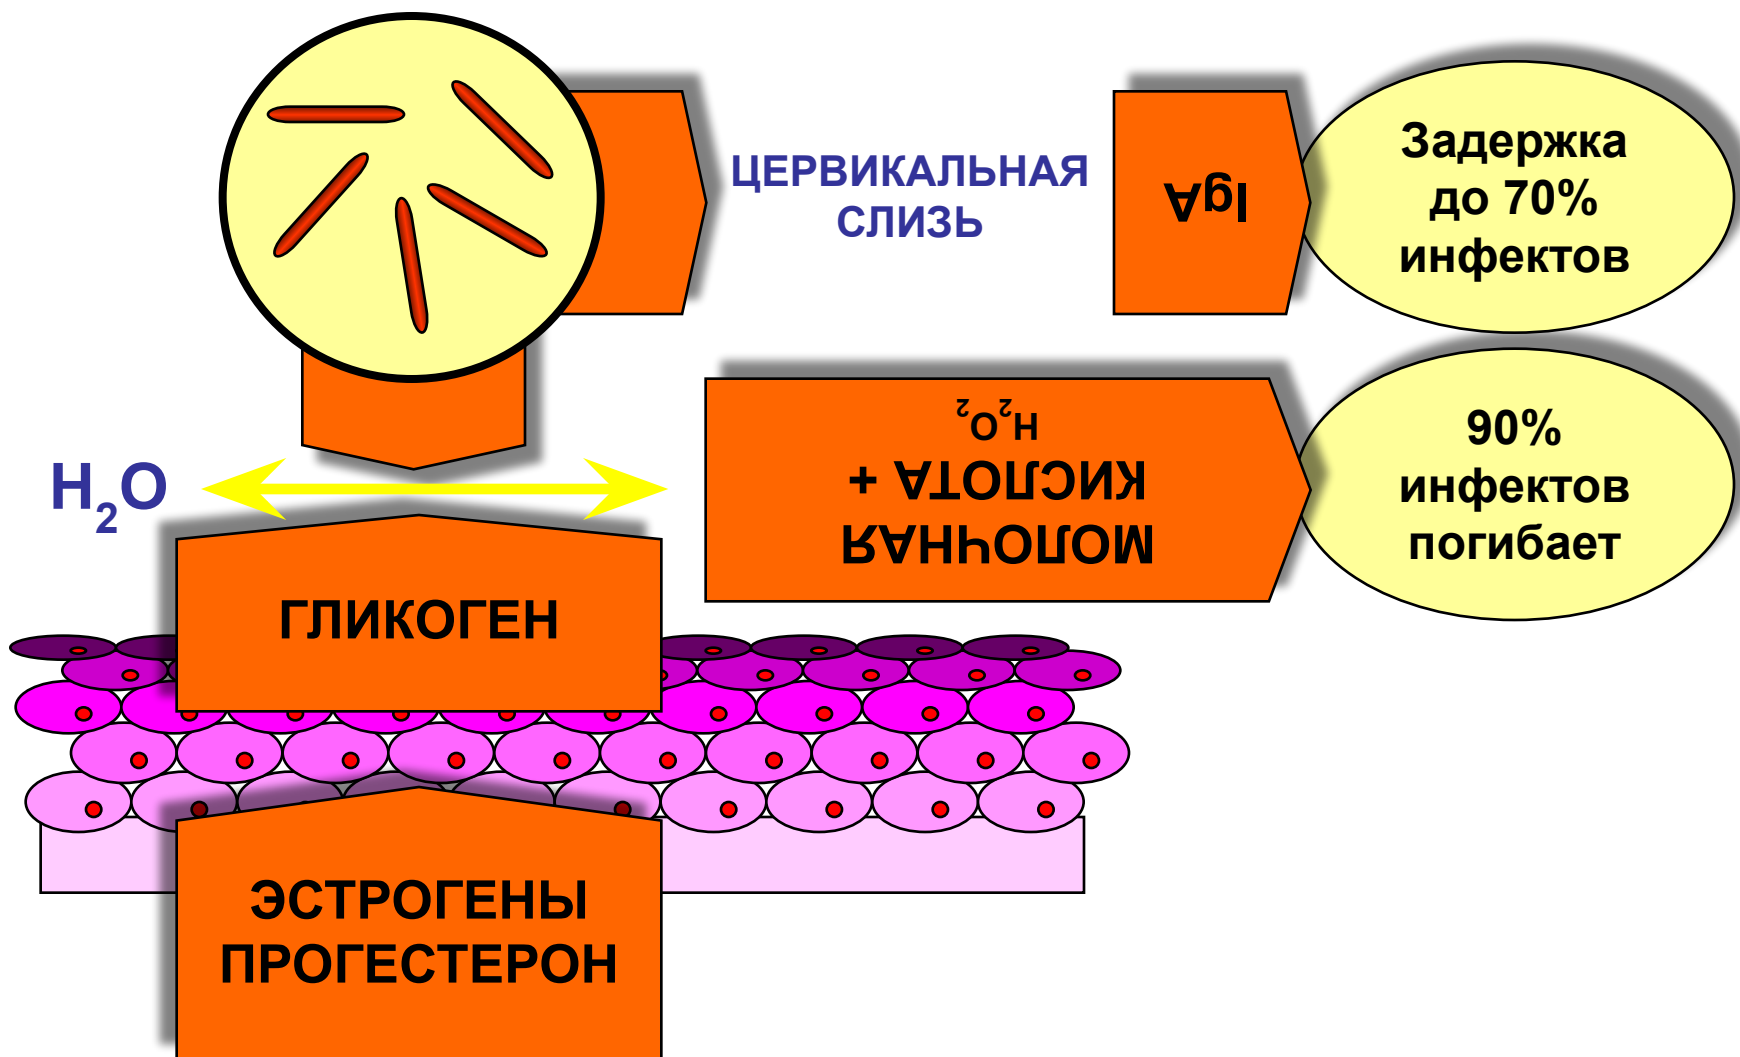 ЦЕРВИКАЛЬНАЯ
СЛИЗЬ
IgA
Задержка
до 70%
инфектов
H₂O
МОЛОЧНАЯ
КИСЛОТА +
H₂O₂
90%
инфектов
погибает
ГЛИКОГЕН
ЭСТРОГЕНЫ
ПРОГЕСТЕРОН